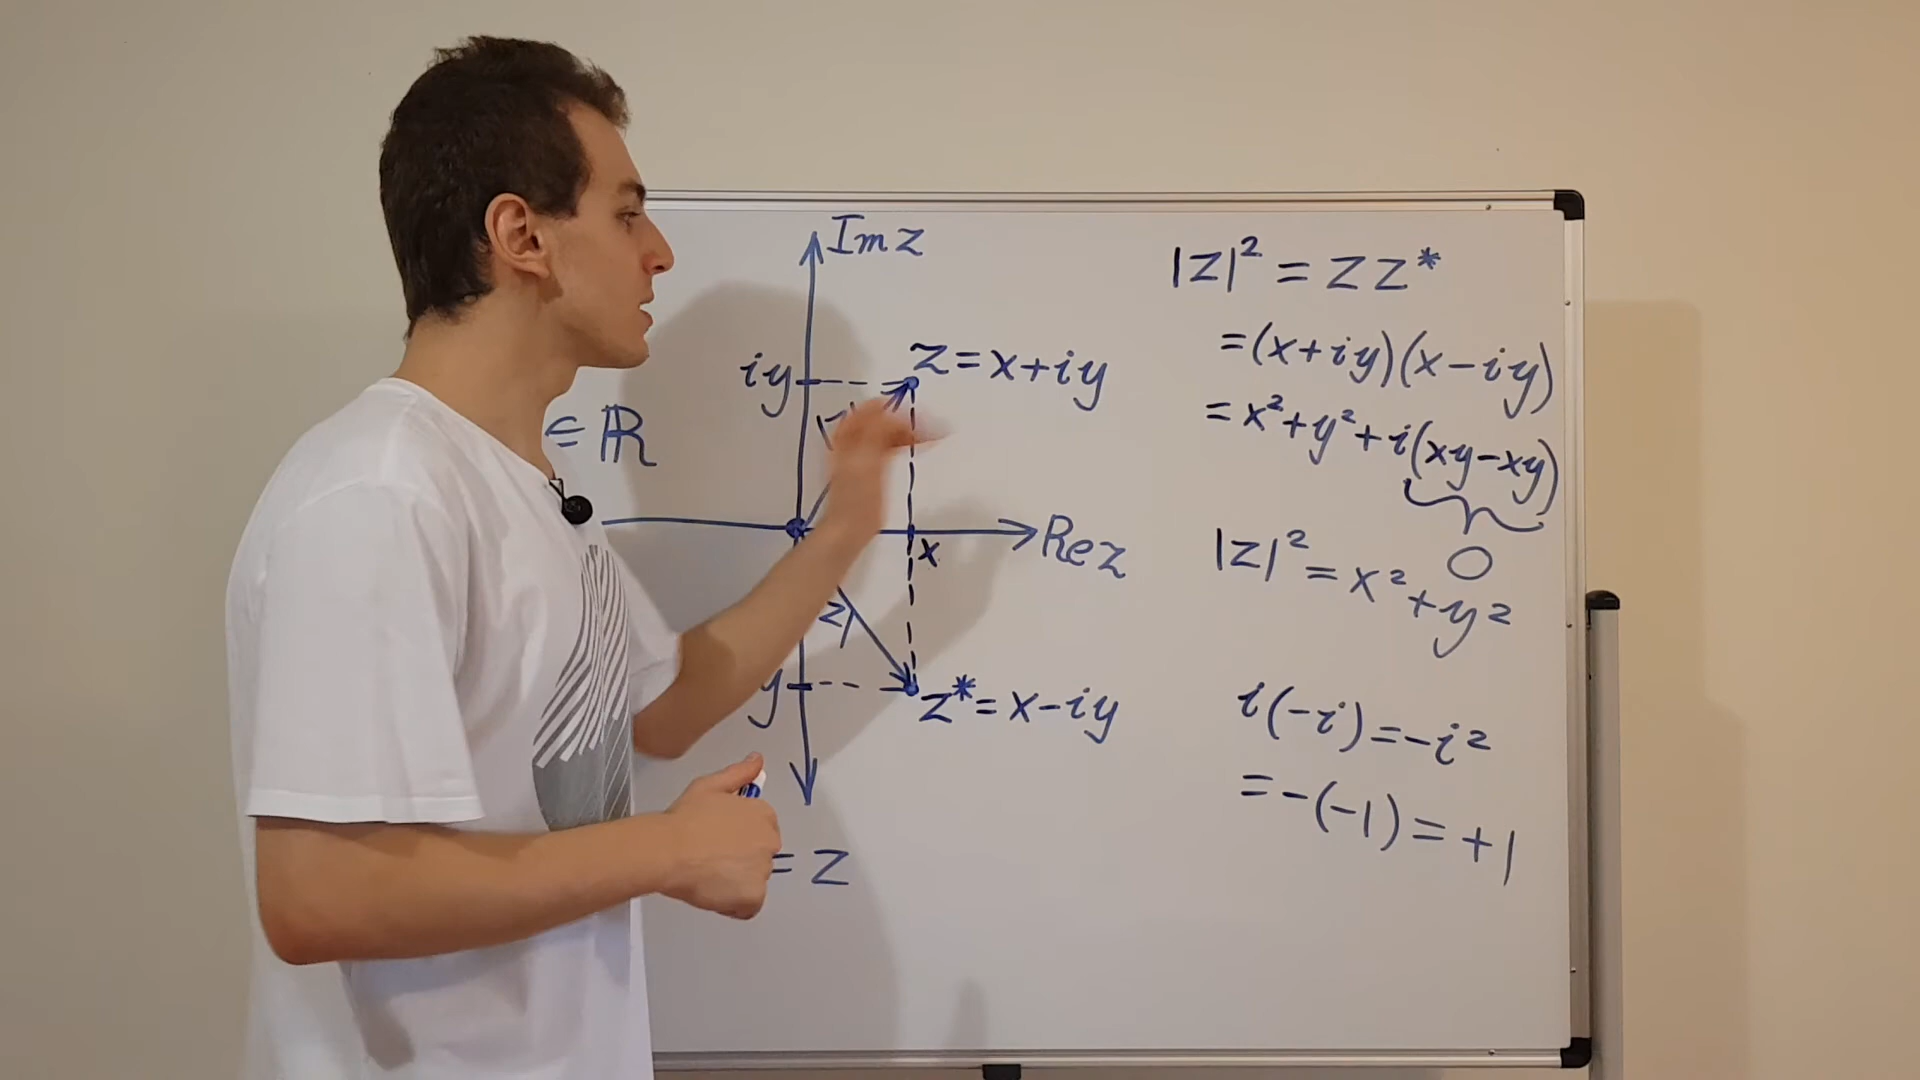 Im z
iy
z=x+iy
∈ ℝ
Re z
x
|z|
y
z*=x-iy
= z
|z|² = z z*
=(x+iy)(x-iy)
= x²+y²+i(xy-xy)
0
|z|²=x²+y²
i(-i)=-i²
=-(-1)=+1